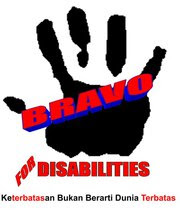 BRAVO
FOR DISABILITIES
Keterbatasan Bukan Berarti Dunia Terbatas